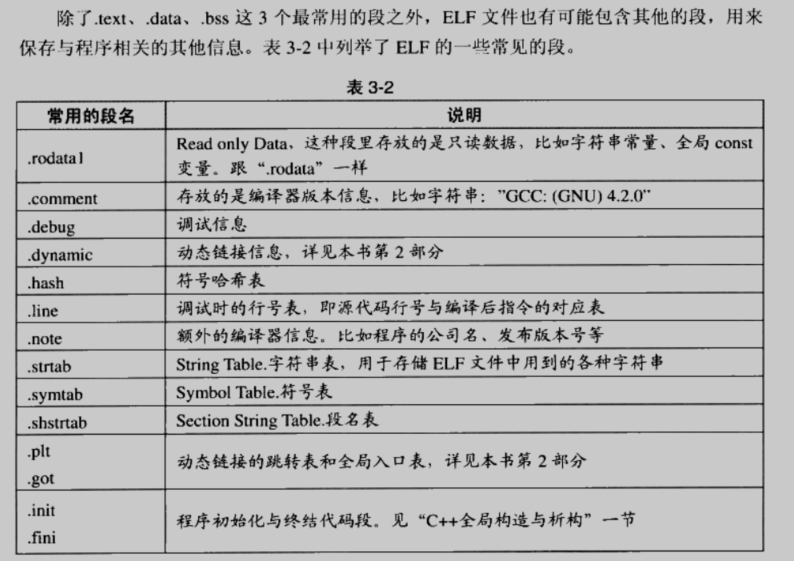 除了.text、.data、.bss 这 3 个最常用的段之外，ELF 文件也有可能包含其他的段，用来
保存与程序相关的其他信息。表 3-2 中列举了 ELF 的一些常见的段。
表 3-2
常用的段名 说明
.rodata1 Read only Data，这种段里存放的是只读数据，比如字符串常量、全局 const
变量。跟“.rodata”一样
.comment 存放的是编译器版本信息，比如字符串：”GCC: (GNU) 4.2.0”
.debug 调试信息
.dynamic 动态链接信息，详见本书第 2 部分
.hash 符号哈希表
.line 调试时的行号表，即源代码行号与编译后指令的对应表
.note 额外的编译器信息。比如程序的公司名、发布版本号等
.strtab String Table.字符串表，用于存储 ELF 文件中用到的各种字符串
.symtab Symbol Table.符号表
.shstrtab Section String Table.段名表
.plt
.got
动态链接的跳转表和全局入口表，详见本书第 2 部分
.init
.fini
程序初始化与终结代码段。见“C++全局构造与析构”一节